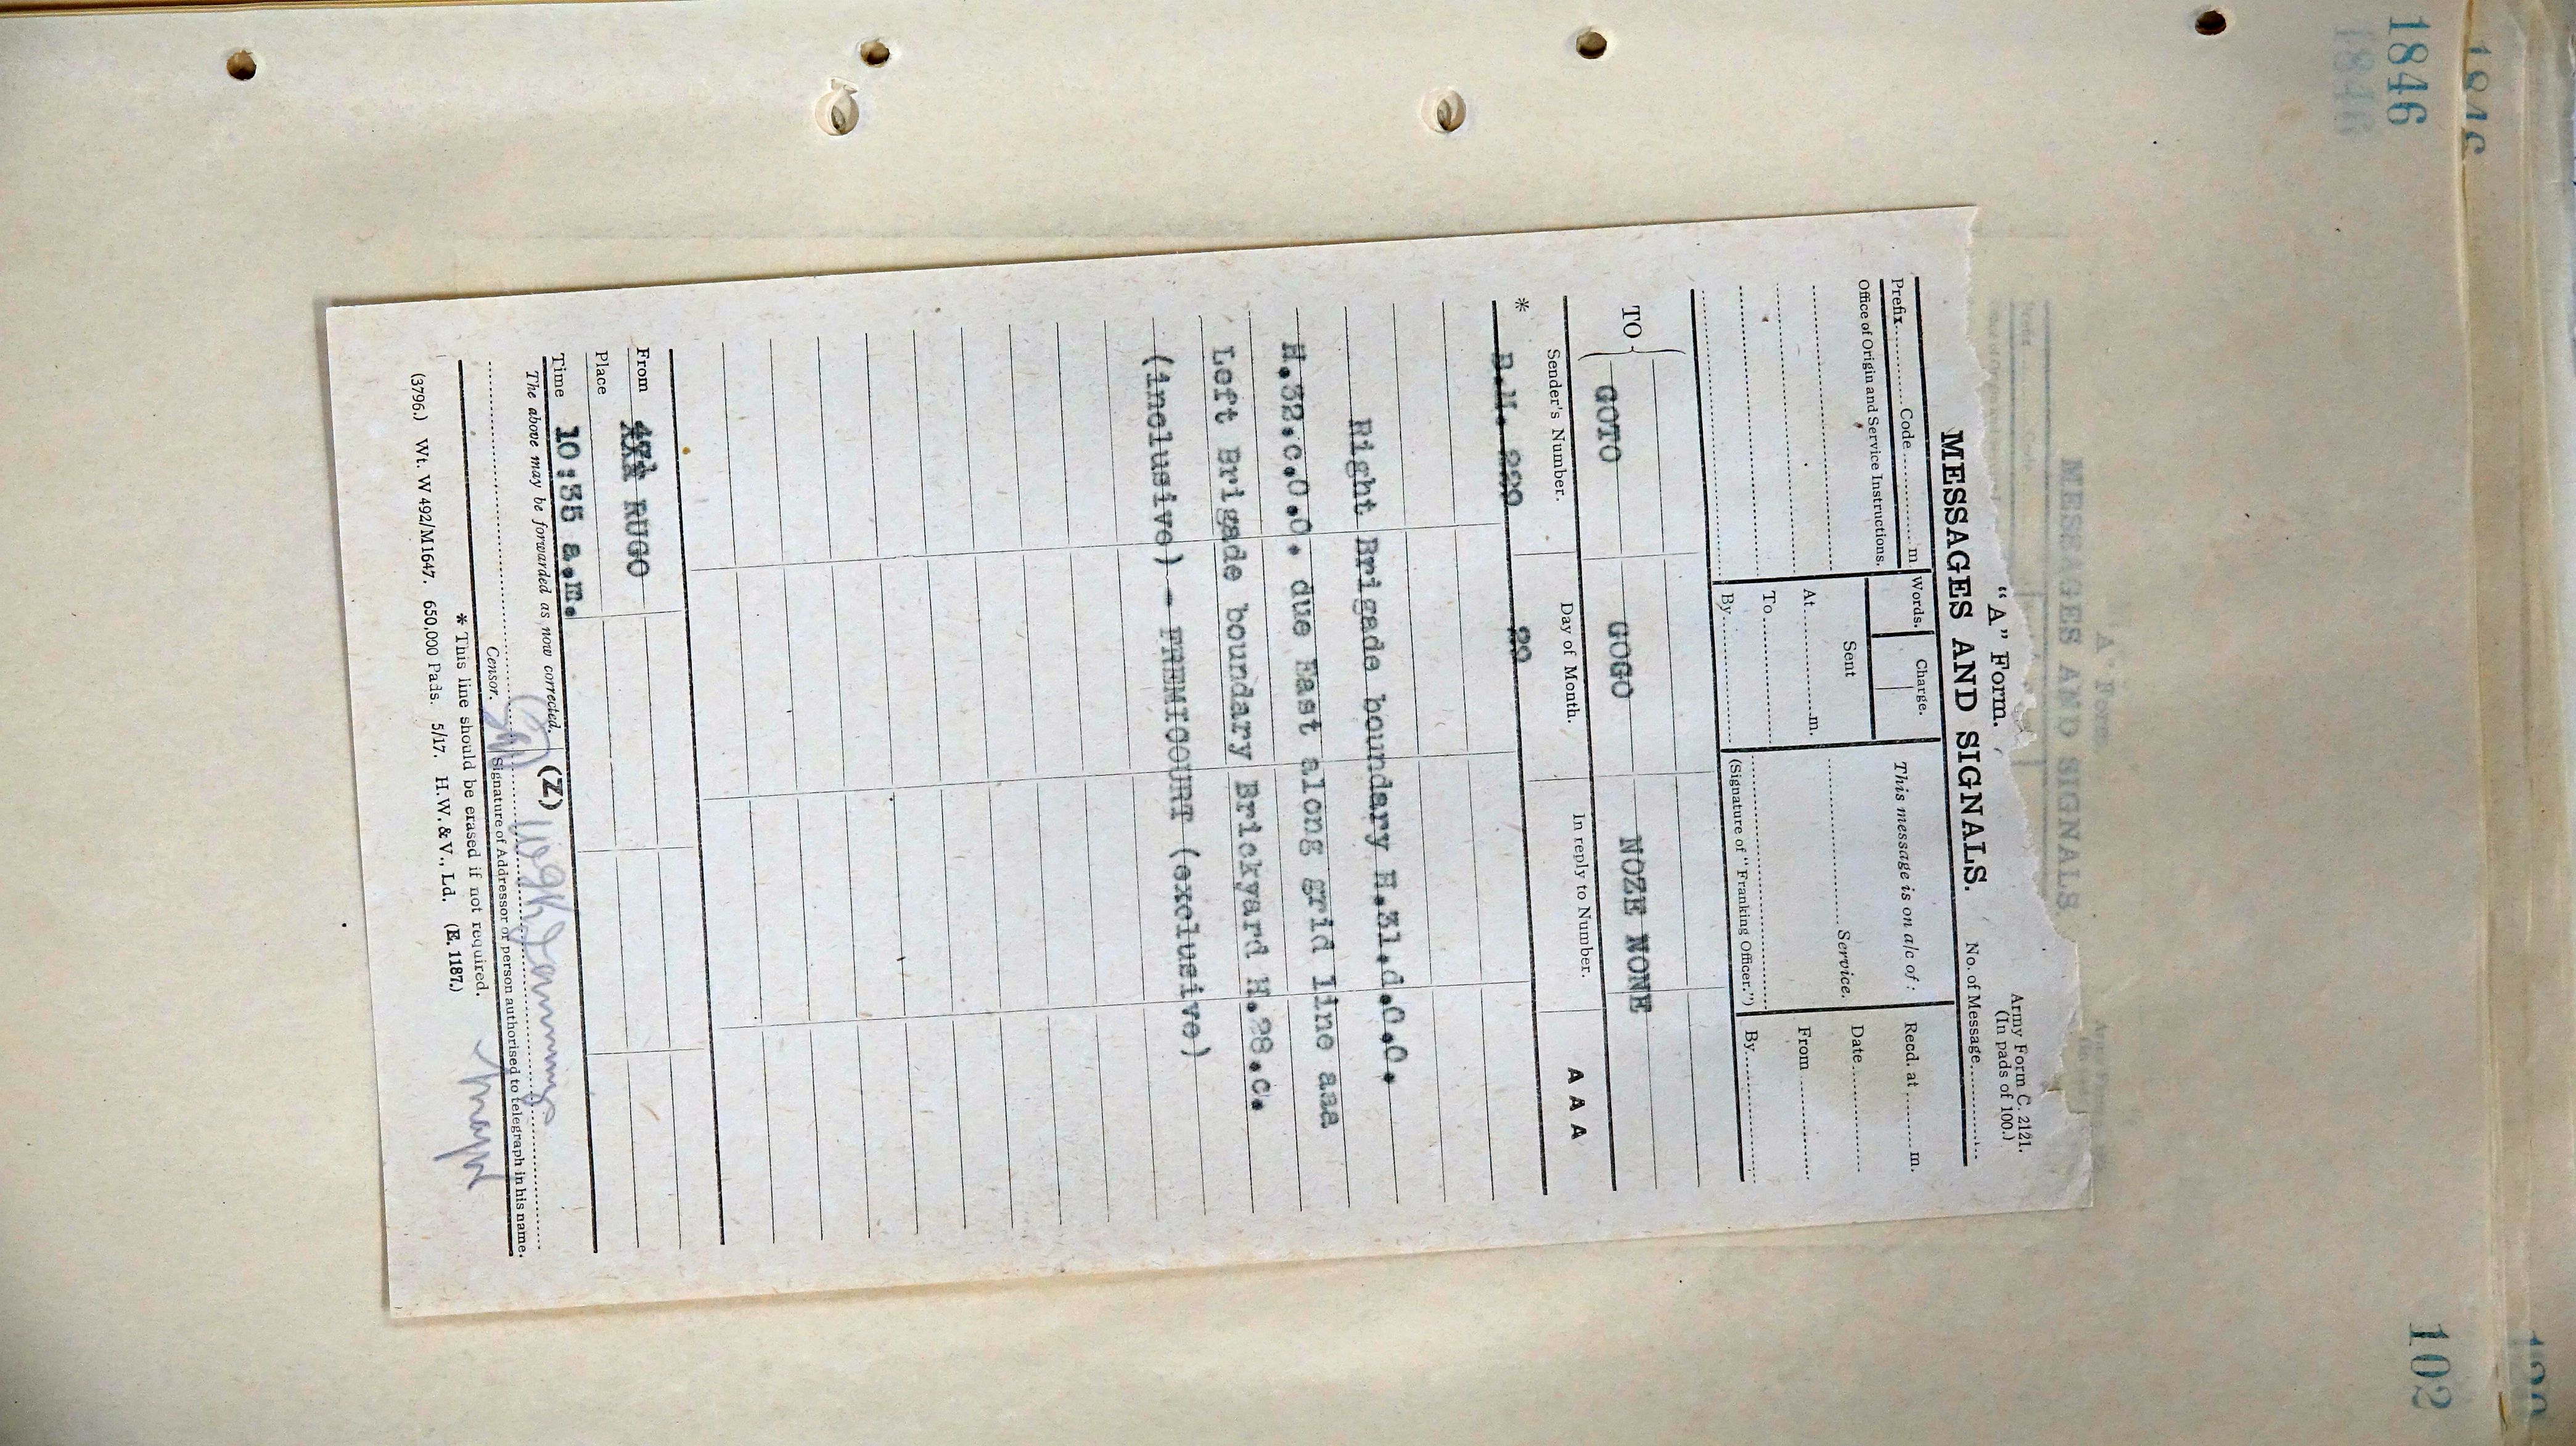 1846
102
"A" Form.
Army Form C. 2121.
(In pads of 100.)
MESSAGES AND SIGNALS.
No. of Message
Prefix Code m
Words. Charge.
This message is on a/c of:
Recd. at m.
Office of Origin and Service Instructions.
Sent
Date
At m.
Service.
From
To
By
(Signature of "Franking Officer.")
By
TO GOTO GOGO NOZE NONE
Sender's Number. Day of Month. In reply to Number. A A A
* B.M. 220 29
Right Brigade boundary H.31.d.0.0.
H.32.c.0.0. due East along grid line aaa
Left Brigade boundary Brickyard H.28.c.
(inclusive) - FREMICOURT (exclusive)
From RUGO
Place
Time 10:35 a.m.
The above may be forwarded as now corrected. (Z)
Censor. Signature of Addressor or person authorised to telegraph in his name.
* This line should be erased if not required.
(3796.) Wt. W 492/M1647. 650,000 Pads. 5/17. H.W. & V., Ld. (E. 1187.)